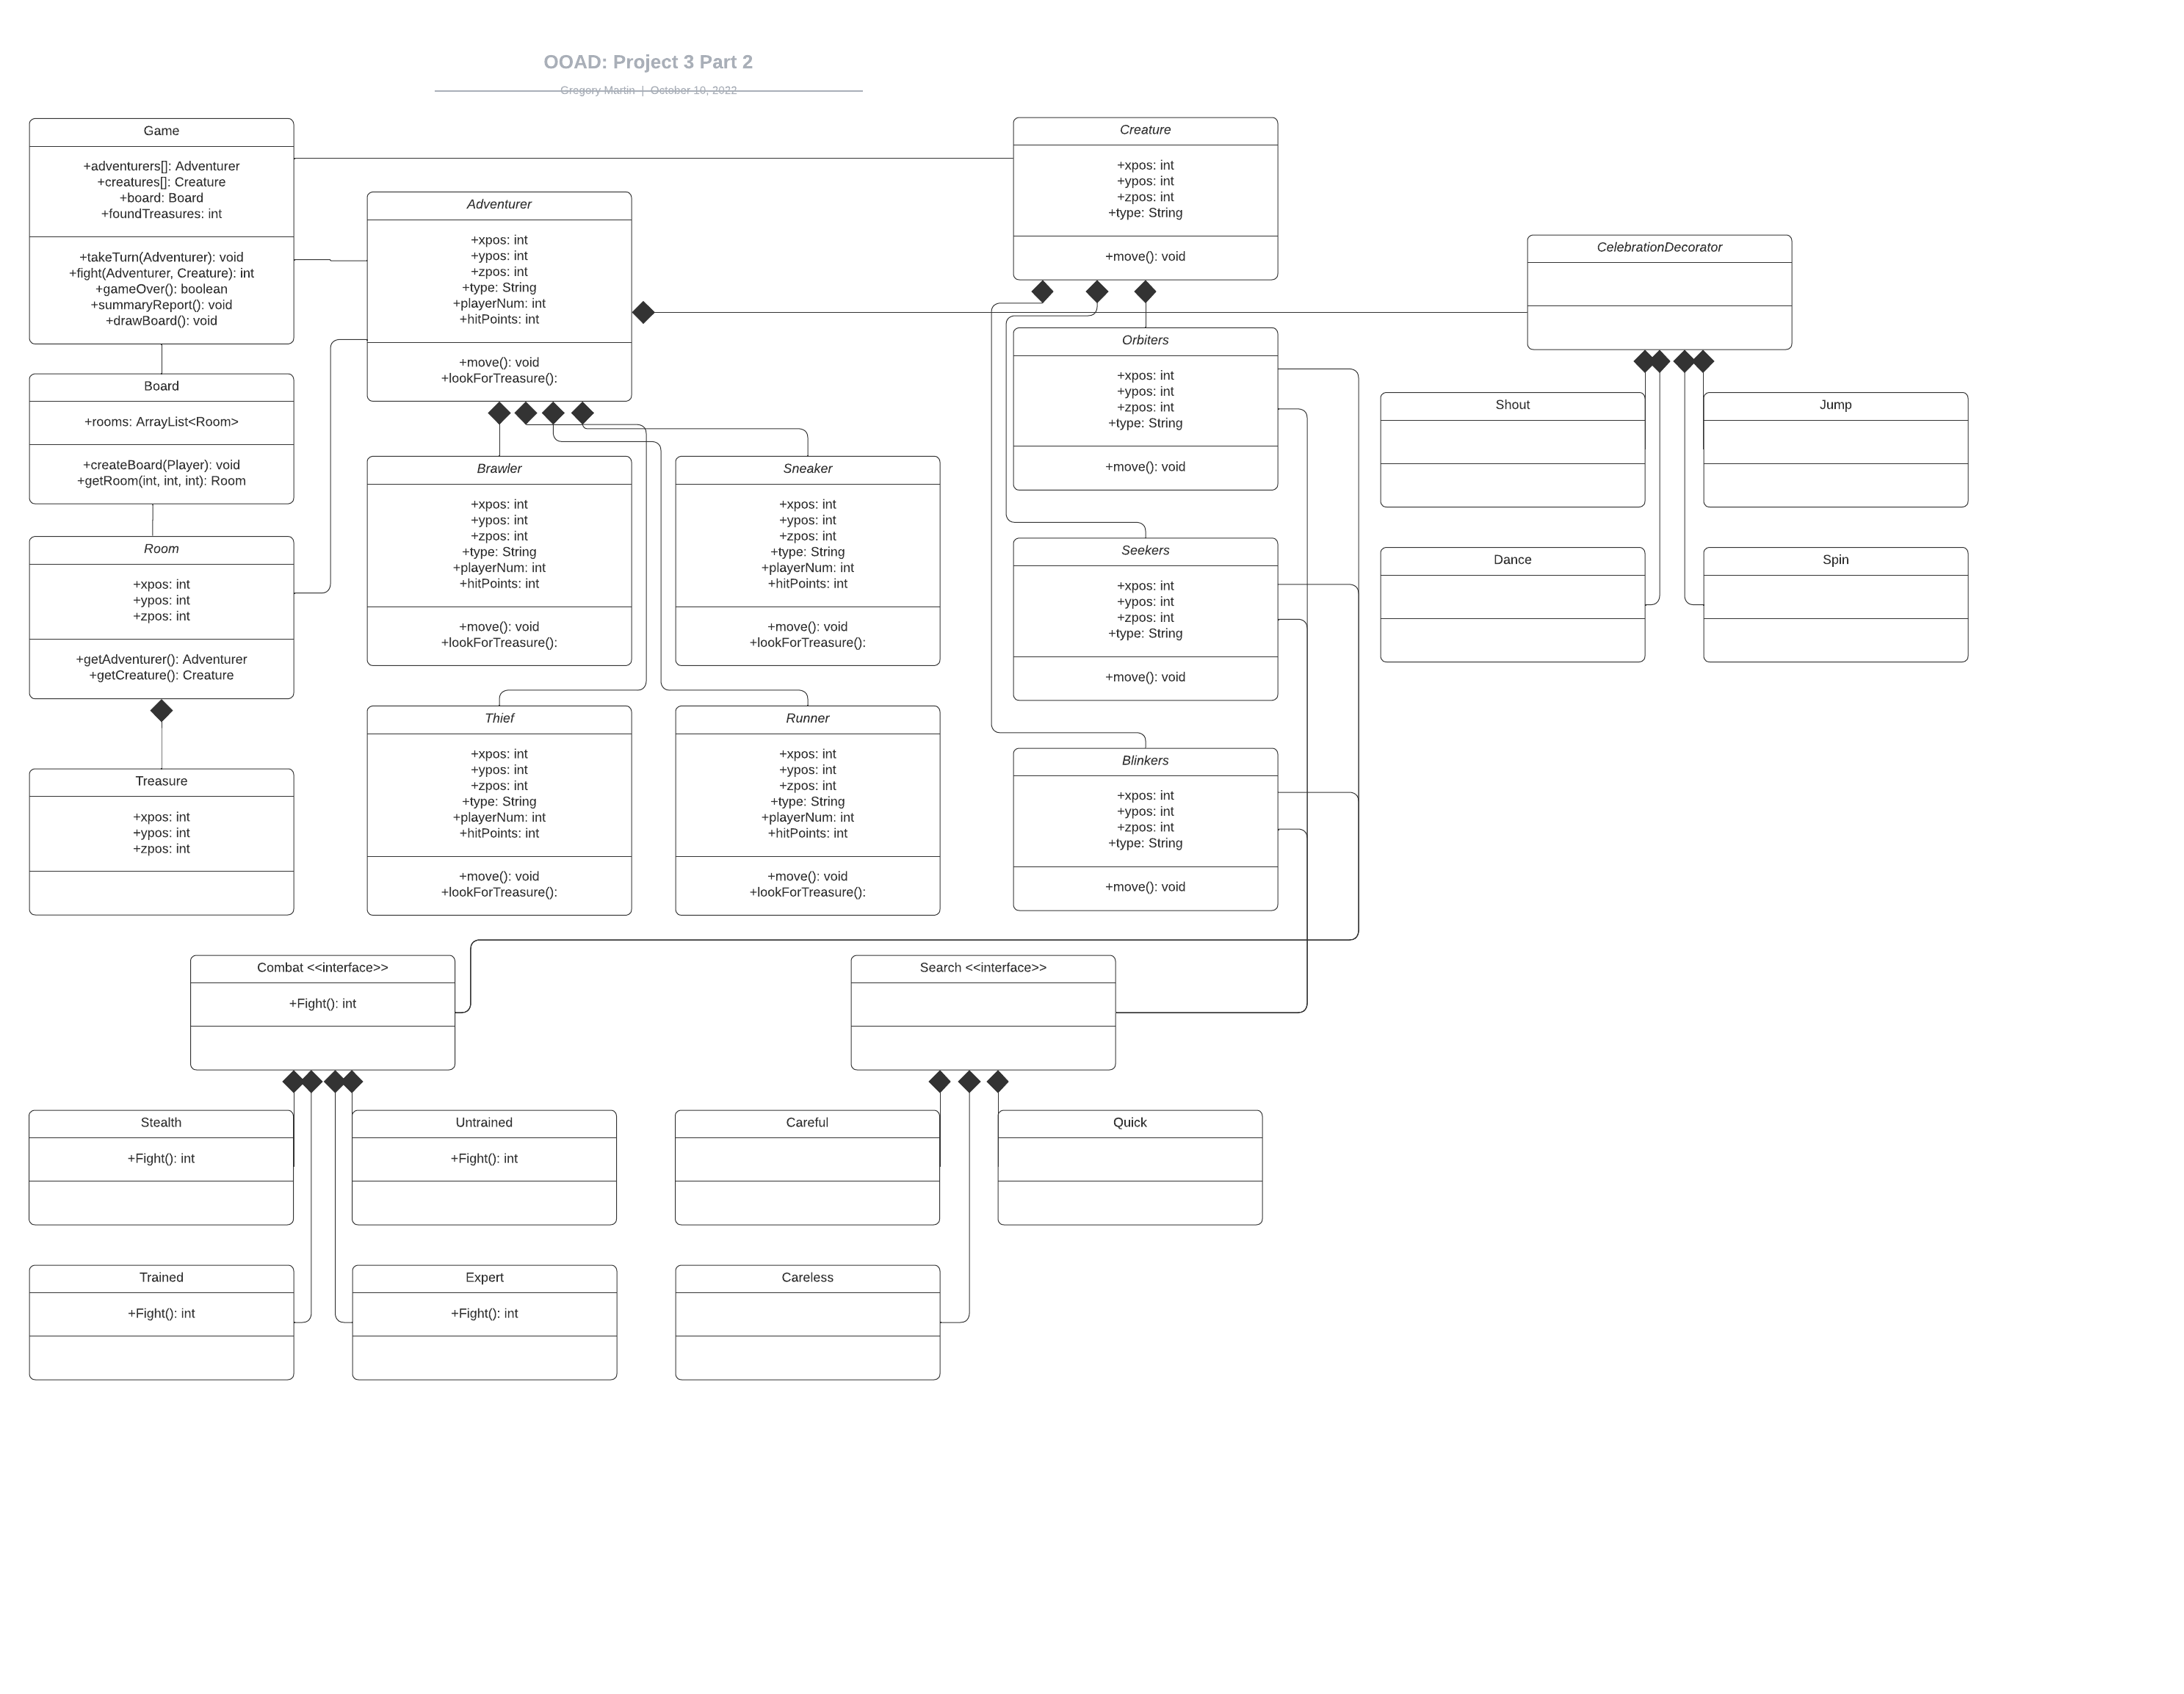 OOAD: Project 3 Part 2
Gregory Martin | October 10, 2022
Game
+adventurers[]: Adventurer
+creatures[]: Creature
+board: Board
+foundTreasures: int
+takeTurn(Adventurer): void
+fight(Adventurer, Creature): int
+gameOver(): boolean
+summaryReport(): void
+drawBoard(): void
Board
+rooms: ArrayList<Room>
+createBoard(Player): void
+getRoom(int, int, int): Room
Room
+xpos: int
+ypos: int
+zpos: int
+getAdventurer(): Adventurer
+getCreature(): Creature
Treasure
+xpos: int
+ypos: int
+zpos: int
Adventurer
+xpos: int
+ypos: int
+zpos: int
+type: String
+playerNum: int
+hitPoints: int
+move(): void
+lookForTreasure():
Brawler
+xpos: int
+ypos: int
+zpos: int
+type: String
+playerNum: int
+hitPoints: int
+move(): void
+lookForTreasure():
Sneaker
+xpos: int
+ypos: int
+zpos: int
+type: String
+playerNum: int
+hitPoints: int
+move(): void
+lookForTreasure():
Thief
+xpos: int
+ypos: int
+zpos: int
+type: String
+playerNum: int
+hitPoints: int
+move(): void
+lookForTreasure():
Runner
+xpos: int
+ypos: int
+zpos: int
+type: String
+playerNum: int
+hitPoints: int
+move(): void
+lookForTreasure():
Creature
+xpos: int
+ypos: int
+zpos: int
+type: String
+move(): void
Orbiters
+xpos: int
+ypos: int
+zpos: int
+type: String
+move(): void
Seekers
+xpos: int
+ypos: int
+zpos: int
+type: String
+move(): void
Blinkers
+xpos: int
+ypos: int
+zpos: int
+type: String
+move(): void
CelebrationDecorator
Shout
Jump
Dance
Spin
Combat <<interface>>
+Fight(): int
Stealth
+Fight(): int
Untrained
+Fight(): int
Trained
+Fight(): int
Expert
+Fight(): int
Search <<interface>>
Careful
Quick
Careless